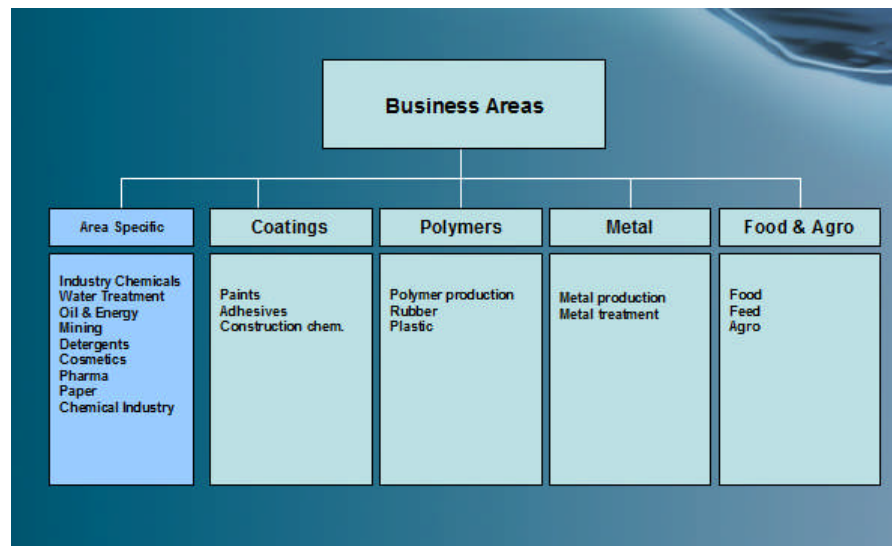 Business Areas
Area Specific
Coatings
Polymers
Metal
Food & Agro
Industry Chemicals
Water Treatment
Oil & Energy
Mining
Detergents
Cosmetics
Pharma
Paper
Chemical Industry
Paints
Adhesives
Construction chem.
Polymer production
Rubber
Plastic
Metal production
Metal treatment
Food
Feed
Agro